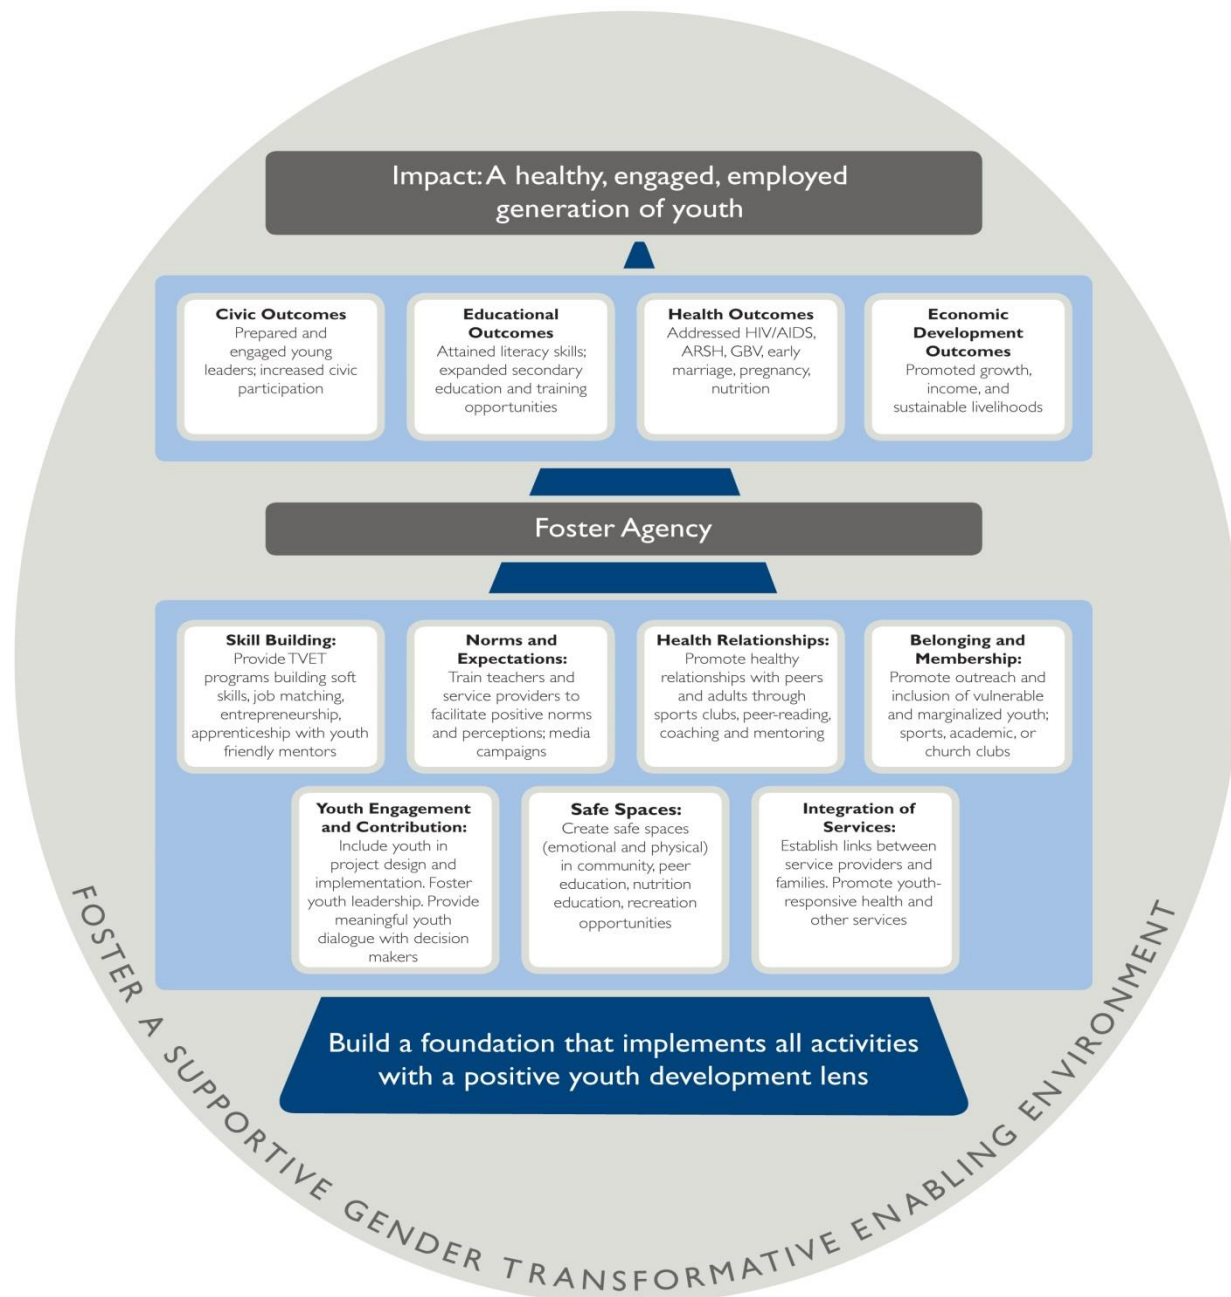 Impact: A healthy, engaged, employed
generation of youth
Civic Outcomes
Prepared and
engaged young
leaders; increased civic
participation
Educational
Outcomes
Attained literacy skills;
expanded secondary
education and training
opportunities
Health Outcomes
Addressed HIV/AIDS,
ARSH, GBV, early
marriage, pregnancy,
nutrition
Economic
Development
Outcomes
Promoted growth,
income, and
sustainable livelihoods
Foster Agency
Skill Building:
Provide TVET
programs building soft
skills, job matching,
entrepreneurship,
apprenticeship with youth
friendly mentors
Norms and
Expectations:
Train teachers and
service providers to
facilitate positive norms
and perceptions; media
campaigns
Health Relationships:
Promote healthy
relationships with peers
and adults through
sports clubs, peer-reading,
coaching and mentoring
Belonging and
Membership:
Promote outreach and
inclusion of vulnerable
and marginalized youth;
sports, academic, or
church clubs
Youth Engagement
and Contribution:
Include youth in
project design and
implementation. Foster
youth leadership. Provide
meaningful youth
dialogue with decision
makers
Safe Spaces:
Create safe spaces
(emotional and physical)
in community, peer
education, nutrition
education, recreation
opportunities
Integration of
Services:
Establish links between
service providers and
families. Promote youth-
responsive health and
other services
Build a foundation that implements all activities
with a positive youth development lens
FOSTER A SUPPORTIVE GENDER TRANSFORMATIVE ENABLING ENVIRONMENT